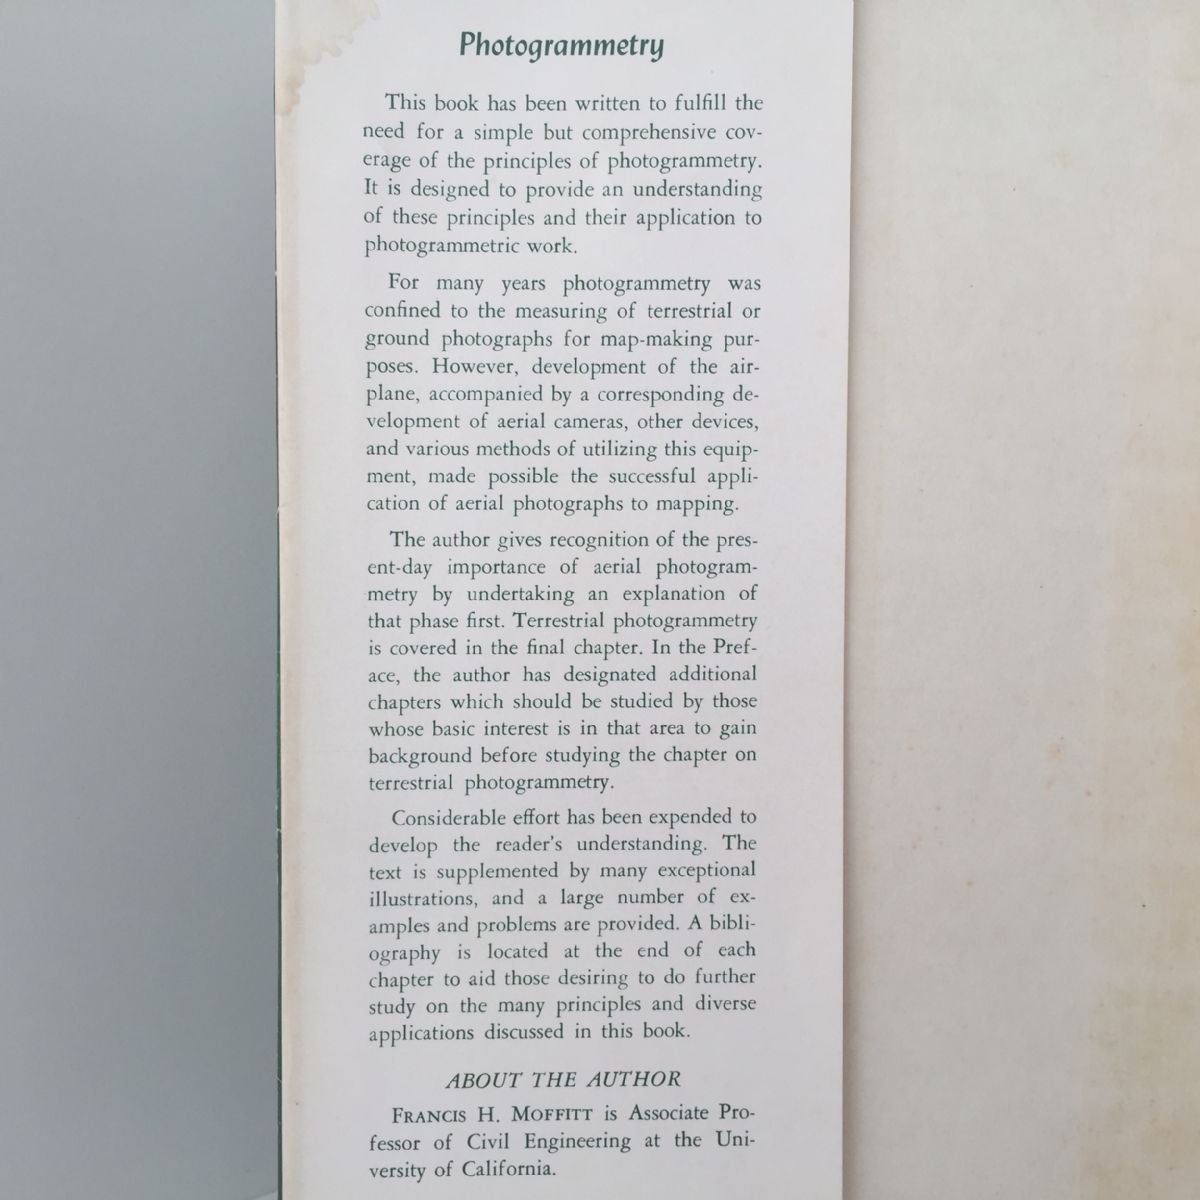 Photogrammetry
This book has been written to fulfill the
need for a simple but comprehensive cov-
erage of the principles of photogrammetry.
It is designed to provide an understanding
of these principles and their application to
photogrammetric work.
For many years photogrammetry was
confined to the measuring of terrestrial or
ground photographs for map-making pur-
poses. However, development of the air-
plane, accompanied by a corresponding de-
velopment of aerial cameras, other devices,
and various methods of utilizing this equip-
ment, made possible the successful appli-
cation of aerial photographs to mapping.
The author gives recognition of the pres-
ent-day importance of aerial photogram-
metry by undertaking an explanation of
that phase first. Terrestrial photogrammetry
is covered in the final chapter. In the Pref-
ace, the author has designated additional
chapters which should be studied by those
whose basic interest is in that area to gain
background before studying the chapter on
terrestrial photogrammetry.
Considerable effort has been expended to
develop the reader's understanding. The
text is supplemented by many exceptional
illustrations, and a large number of ex-
amples and problems are provided. A bibli-
ography is located at the end of each
chapter to aid those desiring to do further
study on the many principles and diverse
applications discussed in this book.
ABOUT THE AUTHOR
FRANCIS H. MOFFITT is Associate Pro-
fessor of Civil Engineering at the Uni-
versity of California.